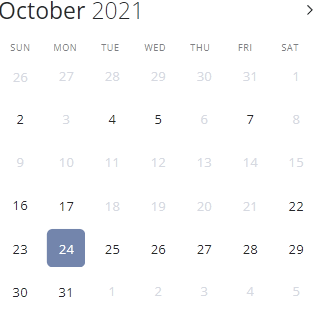 October 2021 >
SUN MON TUE WED THU FRI SAT
26 27 28 29 30 31 1
2 3 4 5 6 7 8
9 10 11 12 13 14 15
16 17 18 19 20 21 22
23 24 25 26 27 28 29
30 31 1 2 3 4 5